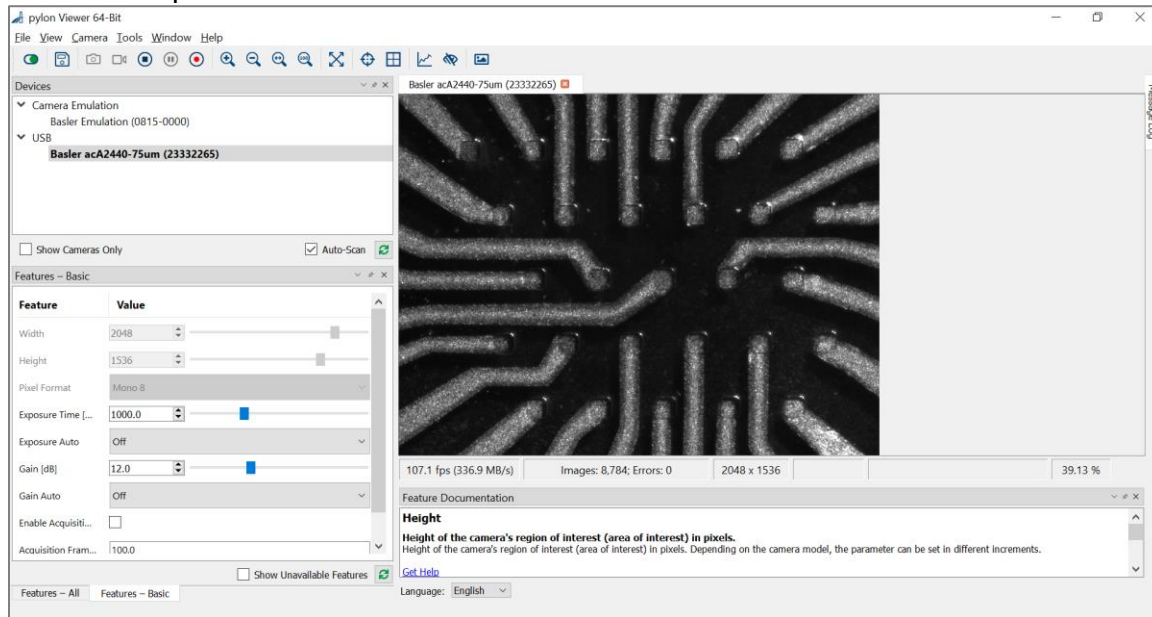 pylon Viewer 64-Bit
File View Camera Tools Window Help
Devices
Camera Emulation
Basler Emulation (0815-0000)
USB
Basler acA2440-75um (23332265)
Show Cameras Only Auto-Scan
Features – Basic
Feature Value
Width 2048
Height 1536
Pixel Format Mono 8
Exposure Time [... 1000.0
Exposure Auto Off
Gain [dB] 12.0
Gain Auto Off
Enable Acquisiti...
Acquisition Fram... 100.0
Show Unavailable Features
Features – All Features – Basic
Basler acA2440-75um (23332265)
Message Log
107.1 fps (336.9 MB/s) Images: 8,784; Errors: 0 2048 x 1536 39.13 %
Feature Documentation
Height
Height of the camera's region of interest (area of interest) in pixels.
Height of the camera's region of interest (area of interest) in pixels. Depending on the camera model, the parameter can be set in different increments.
Get Help
Language: English